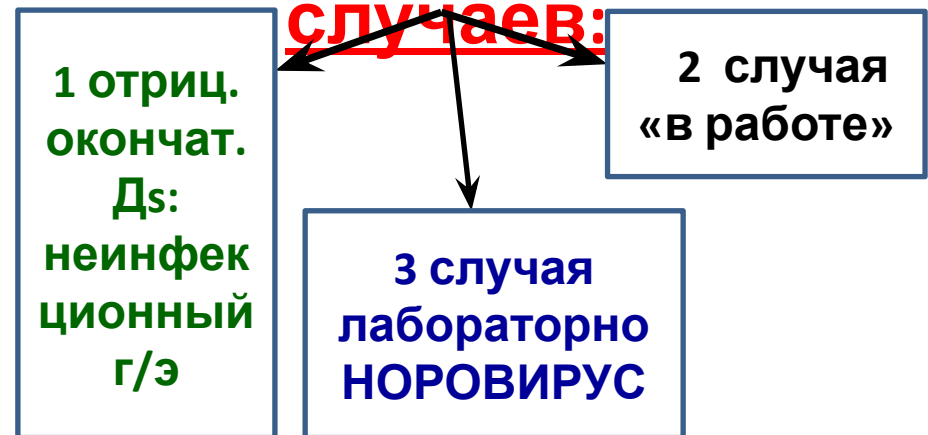 случаев:
1 отриц.
окончат.
Дs:
неинфек
ционный
г/э
3 случая
лабораторно
НОРОВИРУС
2 случая
«в работе»